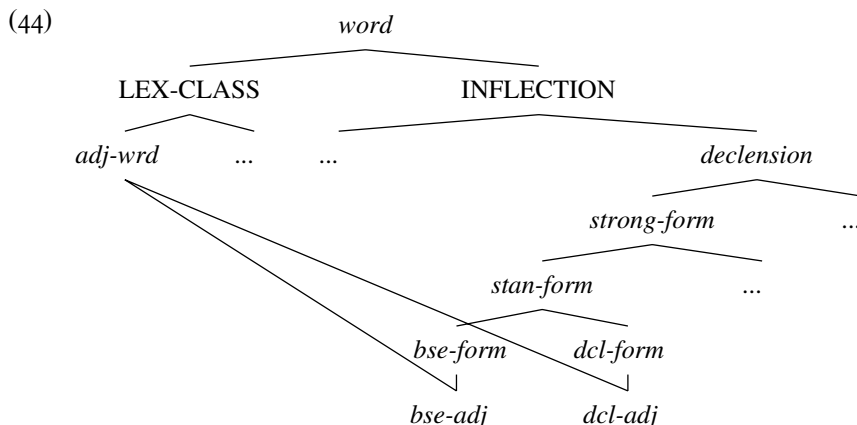 (44) word
LEX-CLASS INFLECTION
adj-wrd ... ... declension
strong-form ...
stan-form ...
bse-form dcl-form
bse-adj dcl-adj